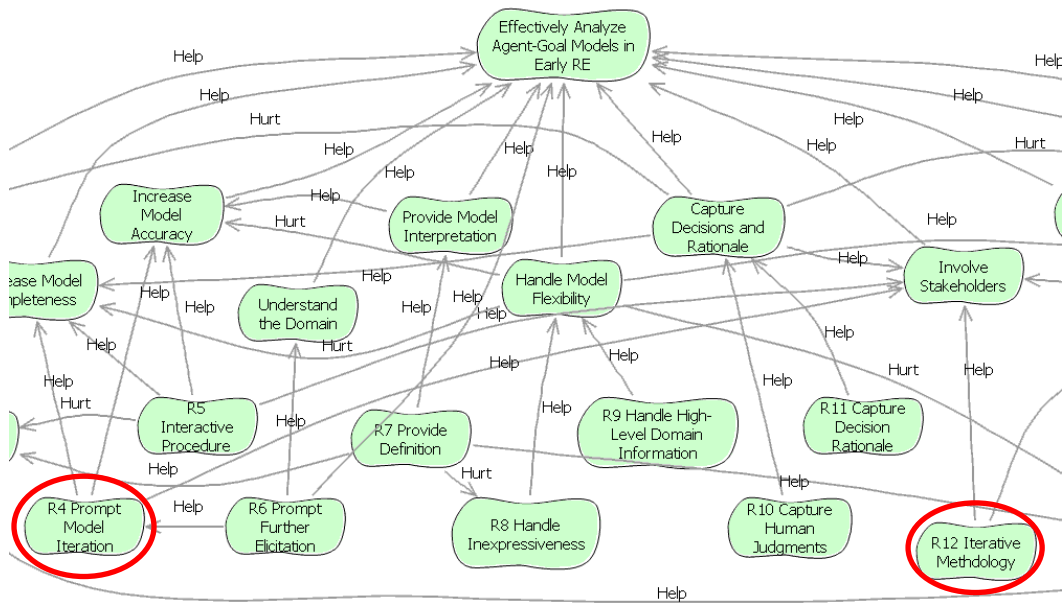 Effectively Analyze
Agent-Goal Models in
Early RE
Help
Help
Help
Help
Hurt
Help
Help
Help
Help
Hurt
Help
Help
Increase
Model
Accuracy
Help
Provide Model
Interpretation
Hurt
Help
Capture
Decisions and
Rationale
Help
Help
Involve
Stakeholders
ease Model
pleteness
Help
Understand
the Domain
Handle Model
Flexibility
Help
Help
Help
Help
Help
Hurt
Help
Help
Help
Hurt
Help
Help
Hurt
Help
Help
R5
Interactive
Procedure
R7 Provide
Definition
R9 Handle High-
Level Domain
Information
R11 Capture
Decision
Rationale
Help
Help
Hurt
Help
R4 Prompt
Model
Iteration
Help
R6 Prompt
Further
Elicitation
R8 Handle
Inexpressiveness
R10 Capture
Human
Judgments
R12 Iterative
Methdology
Help